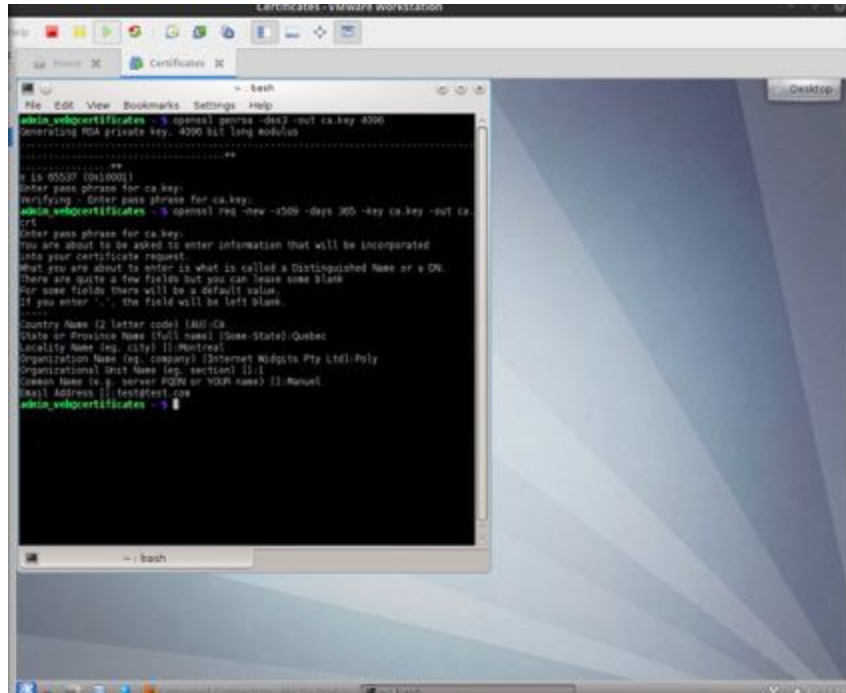 Certificates - VMware Workstation
Home
Certificates
Desktop
~ : bash
File Edit View Bookmarks Settings Help
admin_web@certificates ~ $ openssl genrsa -des3 -out ca.key 4096
Generating RSA private key, 4096 bit long modulus
................++
................++
e is 65537 (0x10001)
Enter pass phrase for ca.key:
Verifying - Enter pass phrase for ca.key:
admin_web@certificates ~ $ openssl req -new -x509 -days 365 -key ca.key -out ca.
crt
Enter pass phrase for ca.key:
You are about to be asked to enter information that will be incorporated
into your certificate request.
What you are about to enter is what is called a Distinguished Name or a DN.
There are quite a few fields but you can leave some blank
For some fields there will be a default value,
If you enter '.', the field will be left blank.
-----
Country Name (2 letter code) [AU]:CA
State or Province Name (full name) [Some-State]:Quebec
Locality Name (eg, city) []:Montreal
Organization Name (eg, company) [Internet Widgits Pty Ltd]:Poly
Organizational Unit Name (eg, section) []:1
Common Name (e.g. server FQDN or YOUR name) []:Manuel
Email Address []:test@test.com
admin_web@certificates ~ $
~ : bash